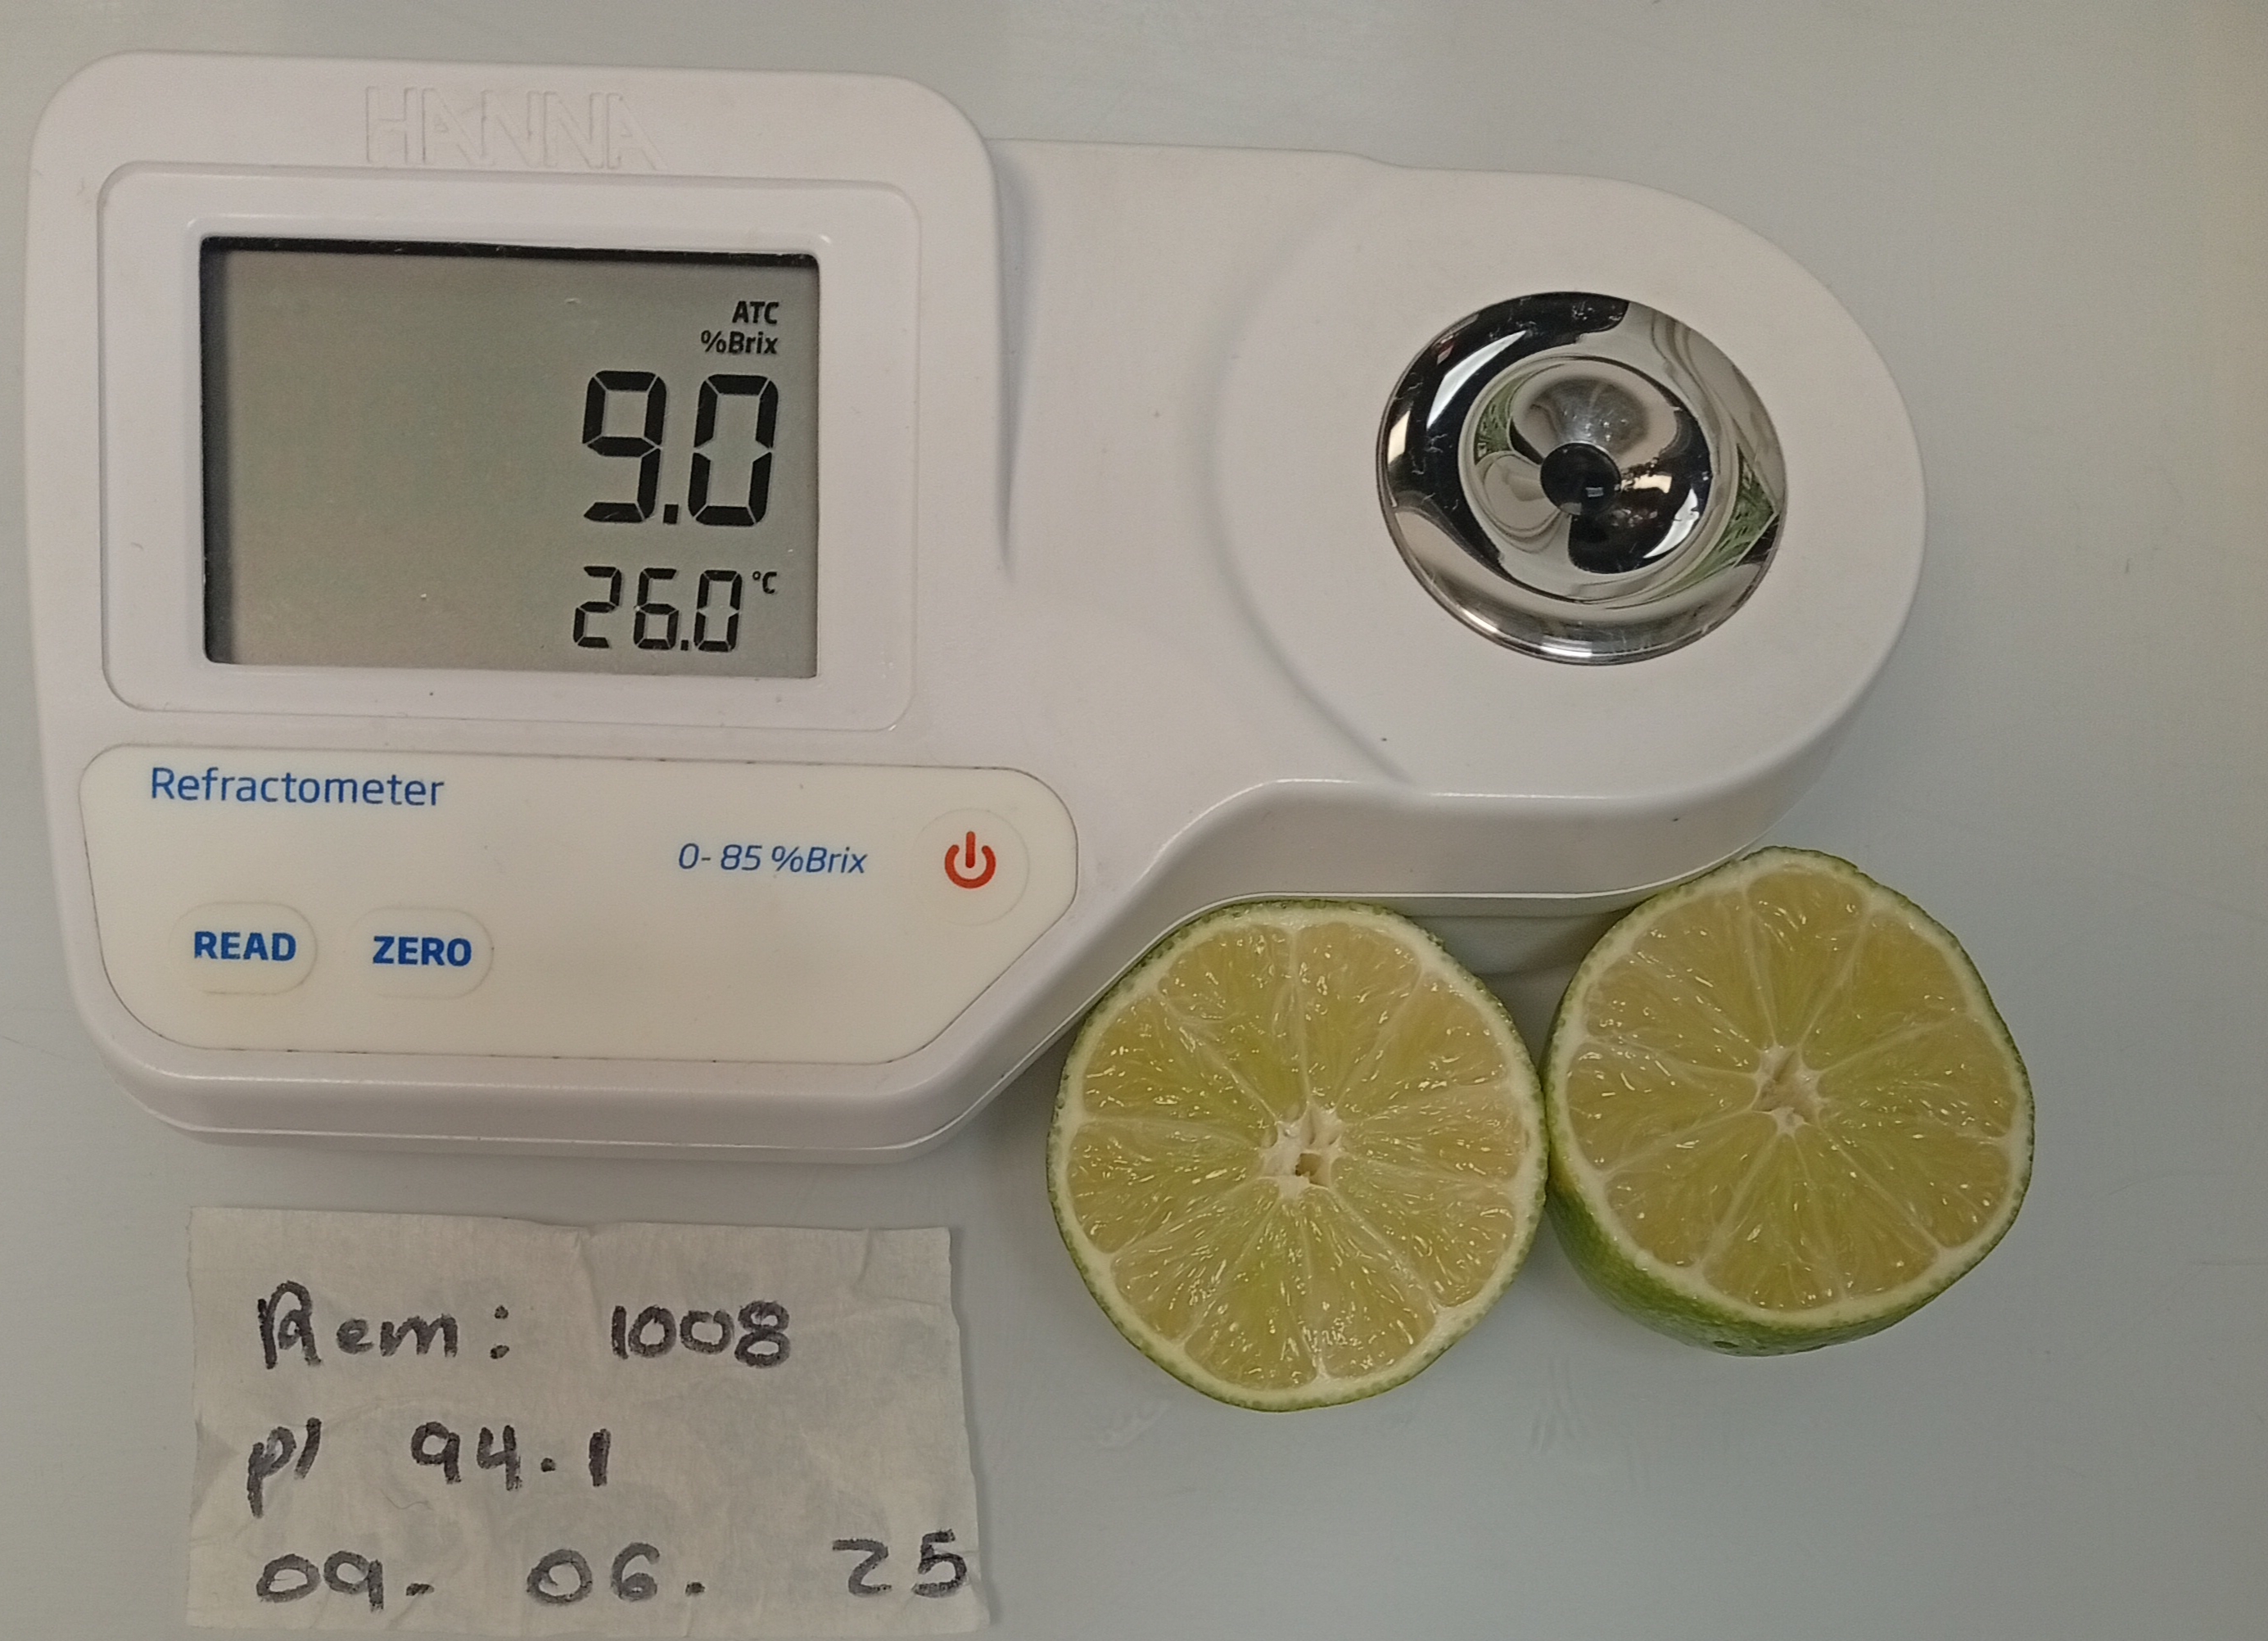 HANNA
ATC
%Brix
9.0
26.0 °C
Refractometer
0-85 %Brix
READ ZERO
Rem: 1008
pl 94.1
09. 06. 25